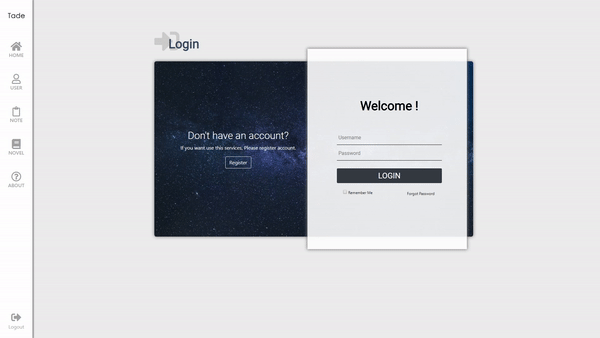 Tade
HOME
USER
NOTE
NOVEL
ABOUT
Logout
Login
Don't have an account?
If you want use this services. Please register account.
Register
Welcome !
Username
Password
LOGIN
Remember Me
Forgot Password